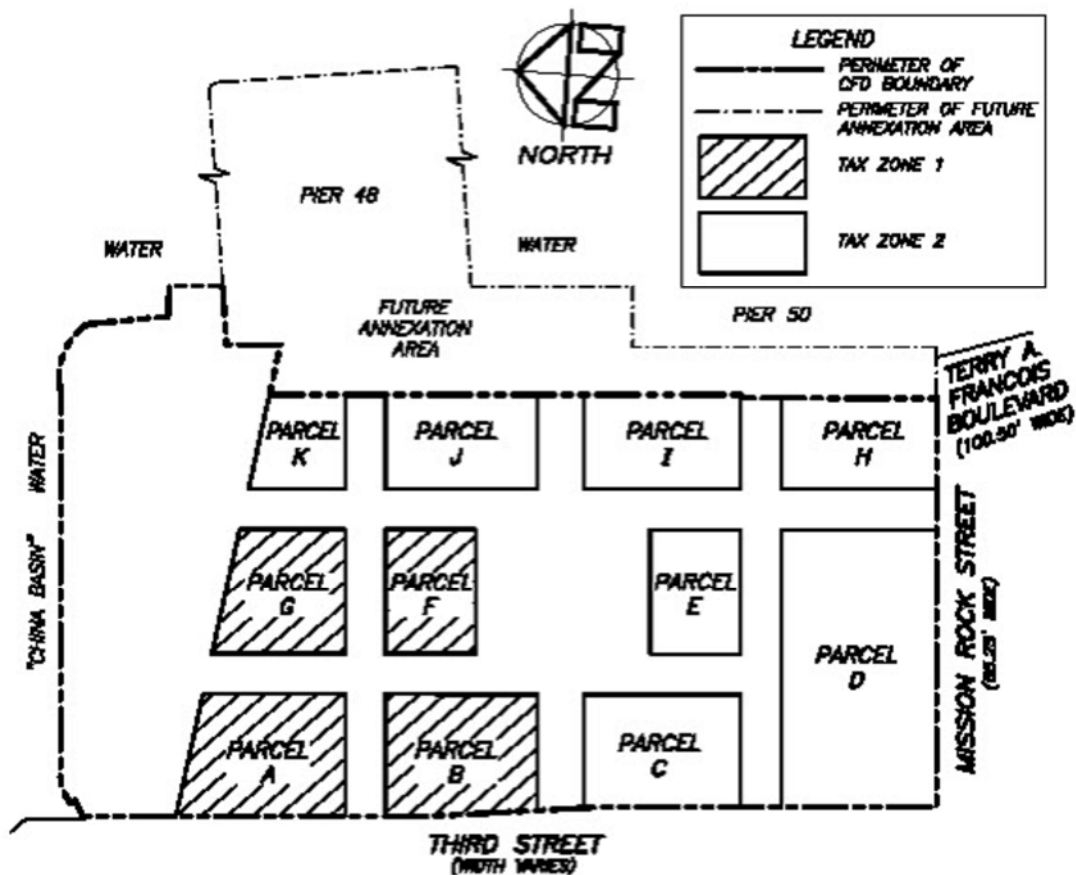 LEGEND
PERIMETER OF
CFD BOUNDARY
PERIMETER OF FUTURE
ANNEXATION AREA
TAX ZONE 1
TAX ZONE 2
NORTH
PIER 48
WATER
WATER
FUTURE
ANNEXATION
AREA
PIER 50
TERRY A.
FRANCOIS
BOULEVARD
(100.50' WIDE)
PARCEL
K
PARCEL
J
PARCEL
I
PARCEL
H
WATER
"CHINA BASIN"
PARCEL
G
PARCEL
F
PARCEL
E
PARCEL
D
MISSION ROCK STREET
WIDE)
PARCEL
A
PARCEL
B
PARCEL
C
THIRD STREET
(WIDTH VARIES)